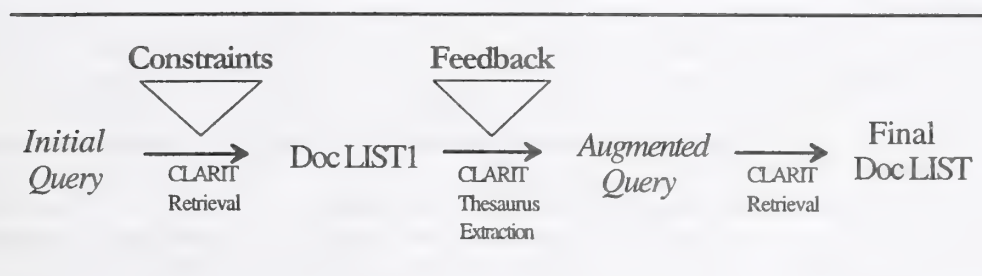 Constraints
Feedback
Initial
Query
CLARIT
Retrieval
Doc LIST1
CLARIT
Thesaurus
Extraction
Augmented
Query
CLARIT
Retrieval
Final
Doc LIST